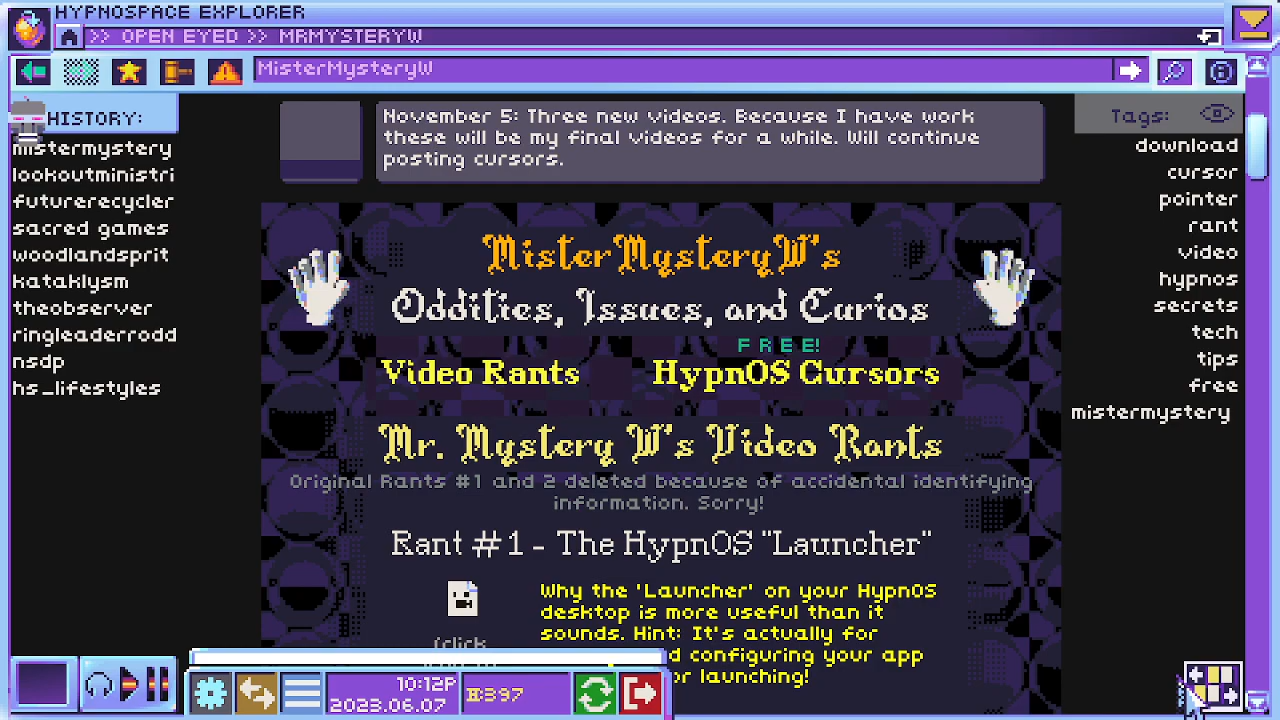 HYPNOSPACE EXPLORER
>> OPEN EYED >> MRMYSTERYW
MisterMysteryW
HISTORY:
mistermystery
lookoutministri
futurerecycler
sacred games
woodlandsprit
kataklysm
theobserver
ringleaderrodd
nsdp
hs_lifestyles
November 5: Three new videos. Because I have work
these will be my final videos for a while. Will continue
posting cursors.
MisterMysteryW's
Oddities, Issues, and Curios
FREE!
Video Rants
HypnOS Cursors
Mr. Mystery W's Video Rants
Original Rants #1 and 2 deleted because of accidental identifying
information. Sorry!
Rant #1 - The HypnOS "Launcher"
(click
Why the 'Launcher' on your HypnOS
desktop is more useful than it
sounds. Hint: It's actually for
d configuring your app
or launching!
Tags:
download
cursor
pointer
rant
video
hypnos
secrets
tech
tips
free
mistermystery
10:12P
2023.06.07
397